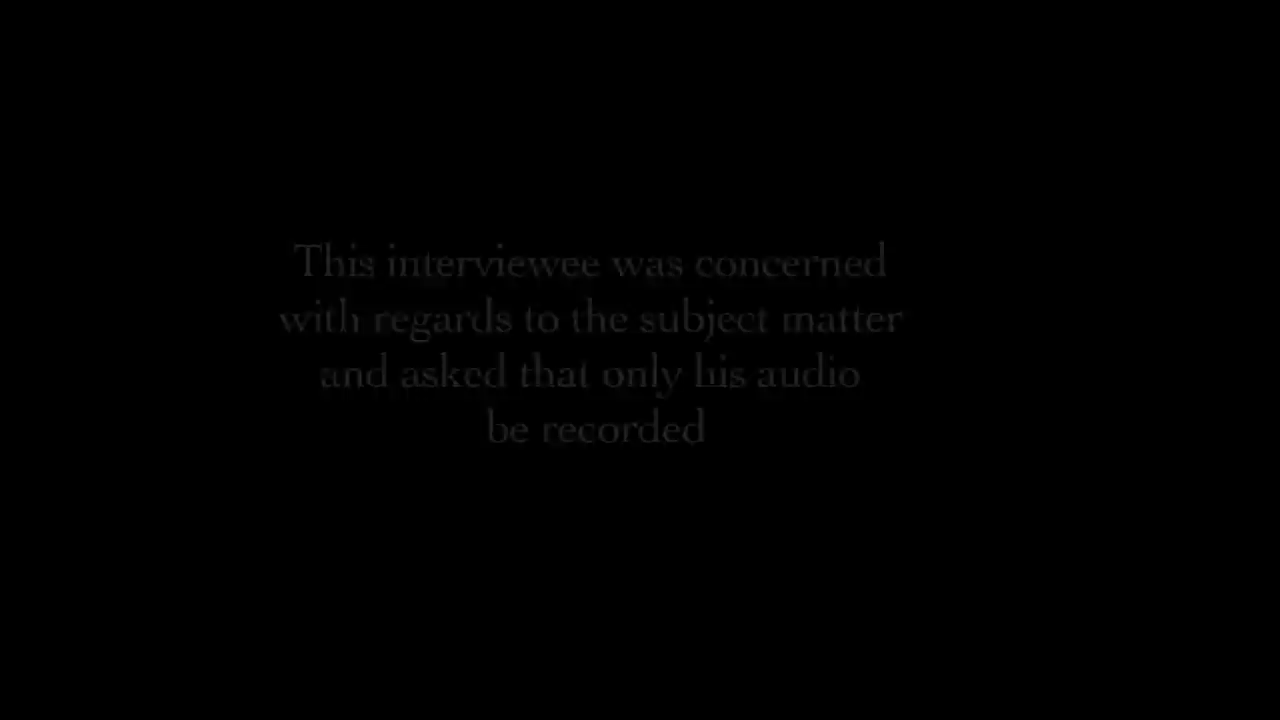 This interviewee was concerned
with regards to the subject matter
and asked that only his audio
be recorded